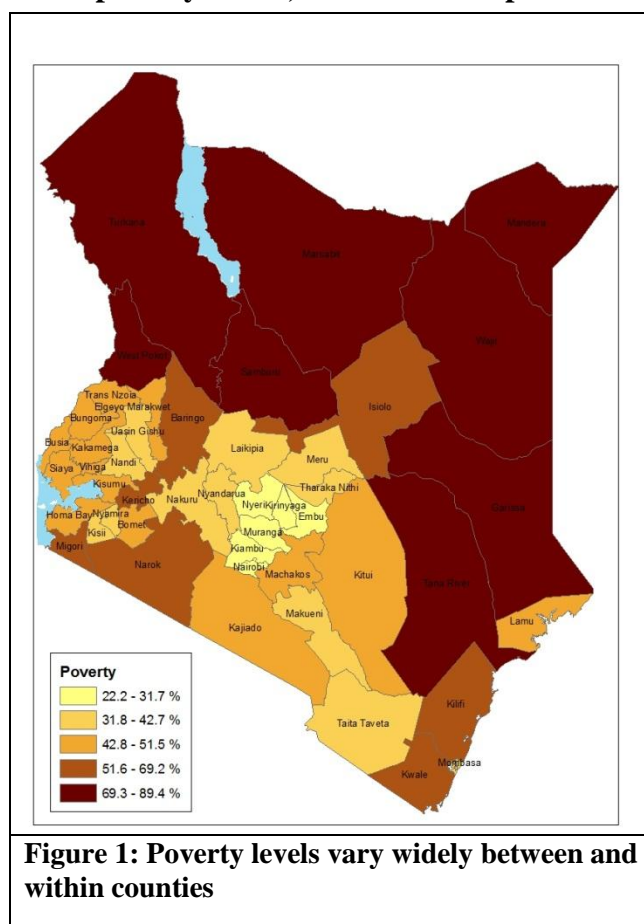 Turkana
Marsabit
Mandera
Wajir
West Pokot
Samburu
Isiolo
Trans Nzoia
Elgeyo Marakwet
Baringo
Bungoma
Uasin Gishu
Busia
Kakamega
Laikipia
Meru
Siaya
Vihiga
Nandi
Kisumu
Tharaka Nithi
Garissa
Kericho
Nakuru
Nyandarua
Nyeri
Kirinyaga
Embu
Homa Bay
Nyamira
Bomet
Kisii
Muranga
Kiambu
Migori
Narok
Nairobi
Machakos
Kitui
Tana River
Makueni
Lamu
Kajiado
Poverty
22.2 - 31.7 %
31.8 - 42.7 %
42.8 - 51.5 %
51.6 - 69.2 %
69.3 - 89.4 %
Taita Taveta
Kilifi
Mombasa
Kwale
Figure 1: Poverty levels vary widely between and
within counties